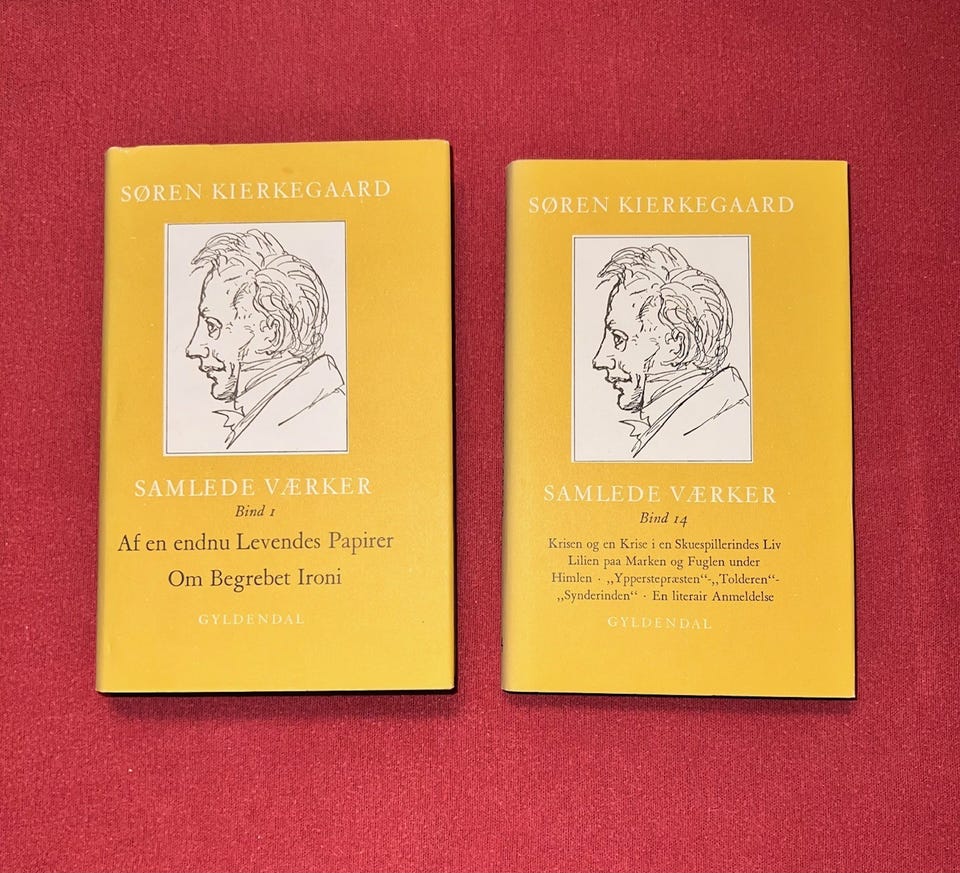 SØREN KIERKEGAARD
SAMLEDE VÆRKER
Bind 1
Af en endnu Levendes Papirer
Om Begrebet Ironi
GYLDENDAL
SØREN KIERKEGAARD
SAMLEDE VÆRKER
Bind 14
Krisen og en Krise i en Skuespillerindes Liv
Lilien paa Marken og Fuglen under
Himlen · „Ypperstepræsten“-„Tolderen“-
„Synderinden“ · En literair Anmeldelse
GYLDENDAL